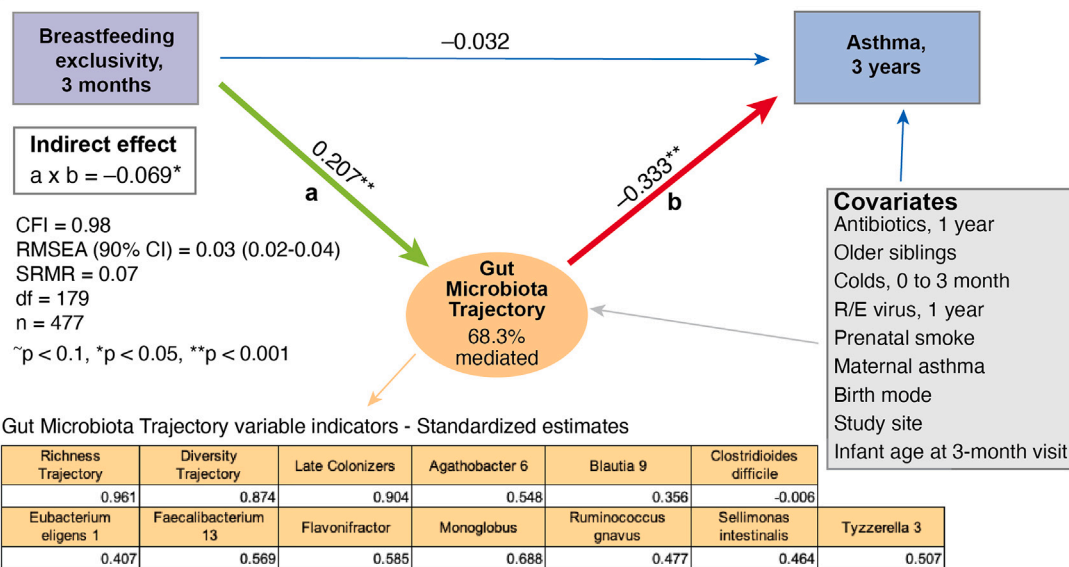 Breastfeeding
exclusivity,
3 months
−0.032
Asthma,
3 years
Indirect effect
a x b = −0.069*
0.207**
a
−0.333**
b
CFI = 0.98
RMSEA (90% CI) = 0.03 (0.02-0.04)
SRMR = 0.07
df = 179
n = 477
~p < 0.1, *p < 0.05, **p < 0.001
Gut
Microbiota
Trajectory
68.3%
mediated
Covariates
Antibiotics, 1 year
Older siblings
Colds, 0 to 3 month
R/E virus, 1 year
Prenatal smoke
Maternal asthma
Birth mode
Study site
Infant age at 3-month visit
Gut Microbiota Trajectory variable indicators - Standardized estimates
Richness
Trajectory
Diversity
Trajectory
Late Colonizers
Agathobacter 6
Blautia 9
Clostridioides
difficile
0.961
0.874
0.904
0.548
0.356
-0.006
Eubacterium
eligens 1
Faecalibacterium
13
Flavonifractor
Monoglobus
Ruminococcus
gnavus
Sellimonas
intestinalis
Tyzzerella 3
0.407
0.569
0.585
0.688
0.477
0.464
0.507